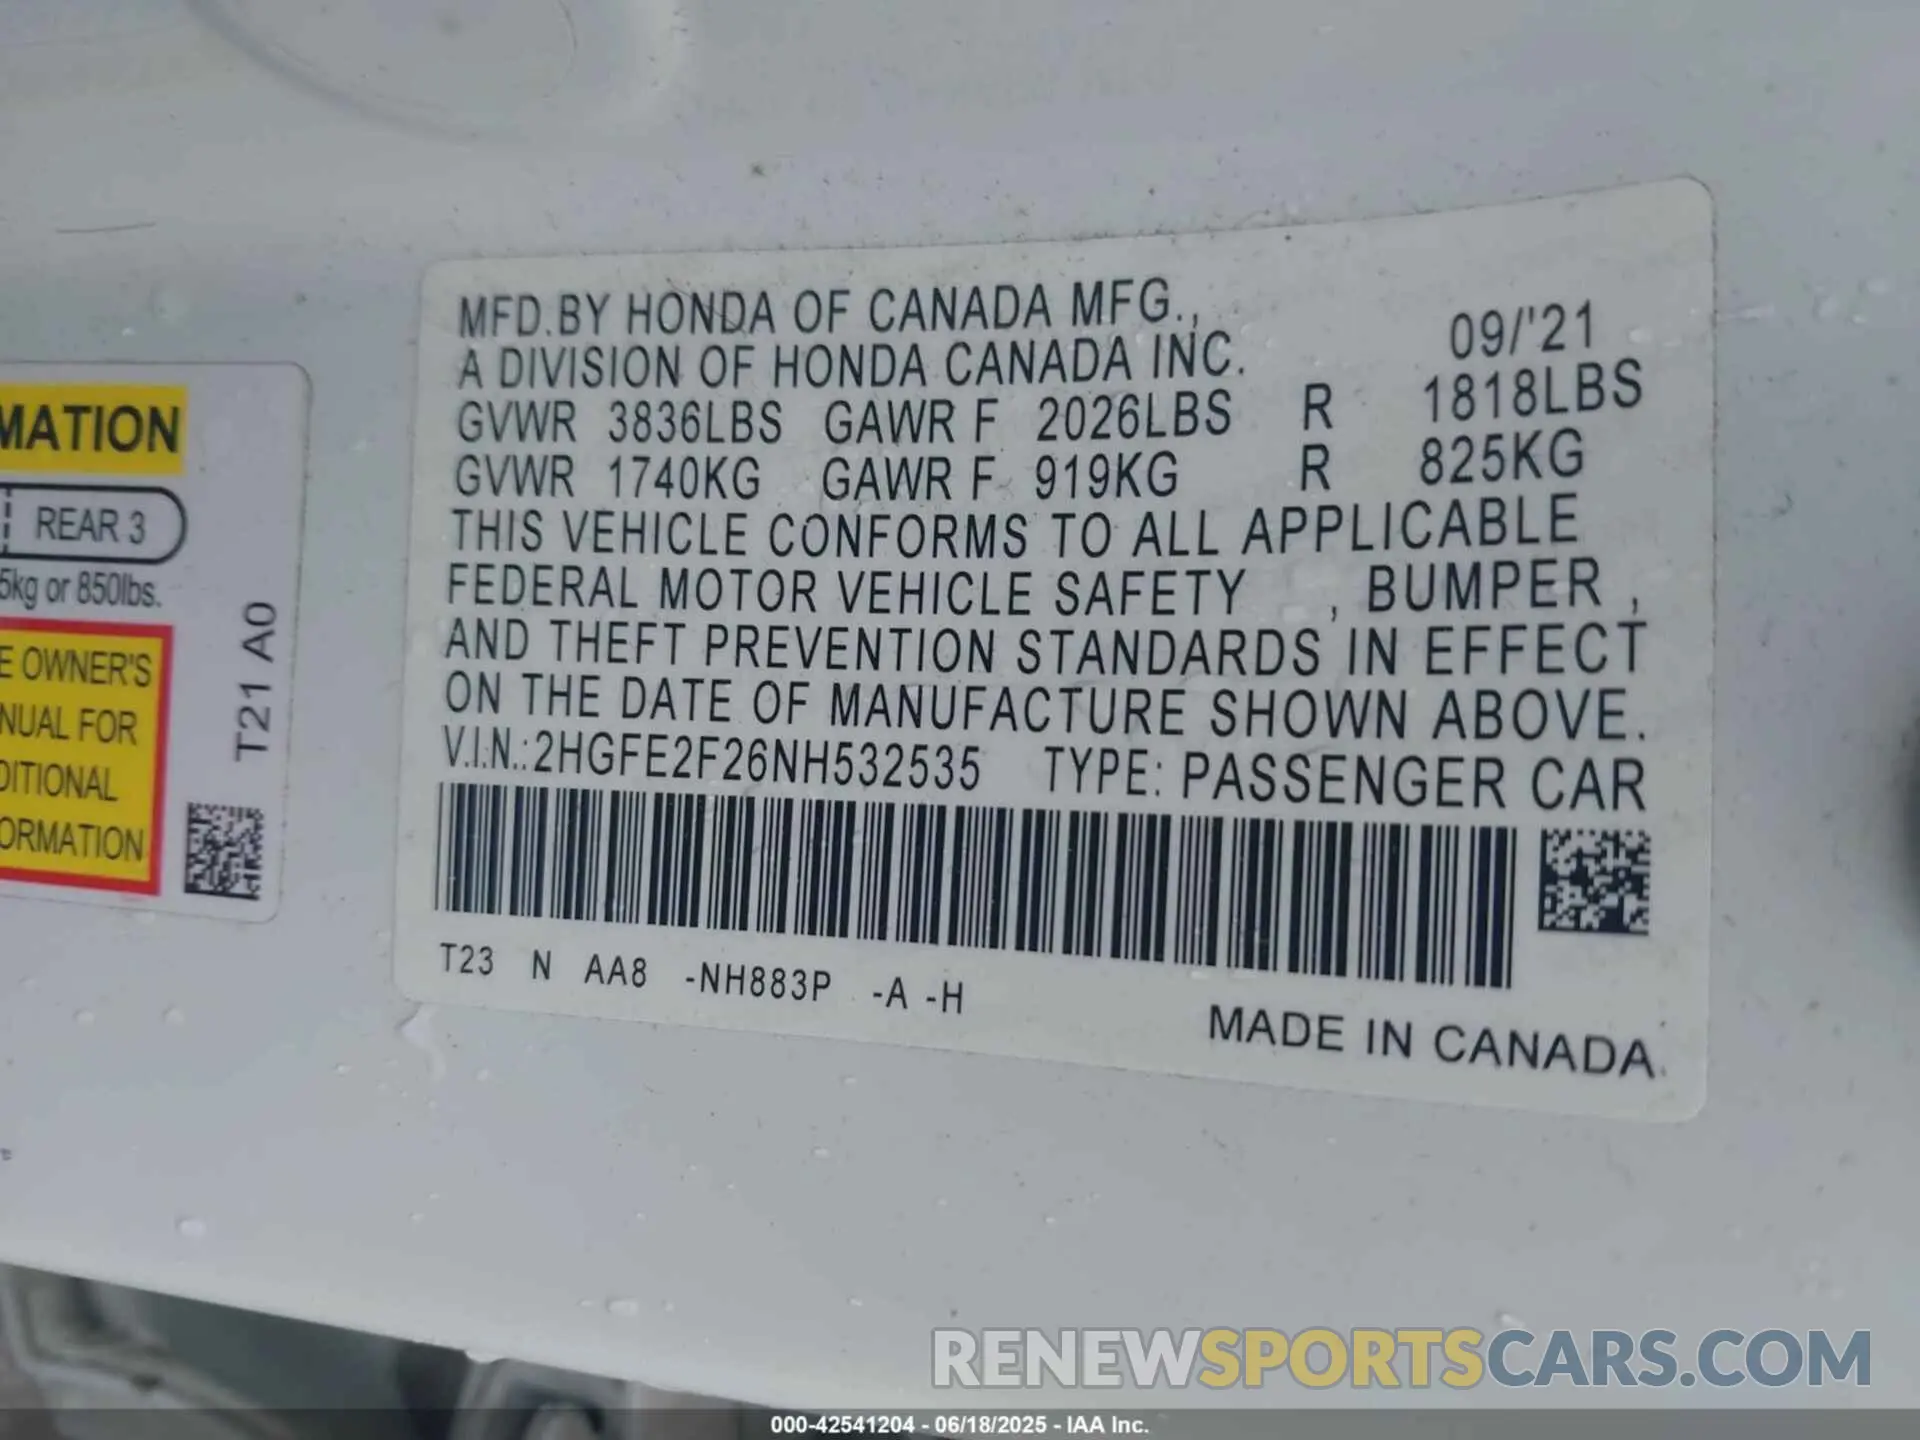 MATION
REAR 3
5kg or 850lbs.
E OWNER'S
NUAL FOR
DITIONAL
ORMATION
T21 A0
MFD.BY HONDA OF CANADA MFG., 09/'21
A DIVISION OF HONDA CANADA INC.
GVWR 3836LBS GAWR F 2026LBS R 1818LBS
GVWR 1740KG GAWR F 919KG R 825KG
THIS VEHICLE CONFORMS TO ALL APPLICABLE
FEDERAL MOTOR VEHICLE SAFETY , BUMPER ,
AND THEFT PREVENTION STANDARDS IN EFFECT
ON THE DATE OF MANUFACTURE SHOWN ABOVE.
V.I.N.:2HGFE2F26NH532535 TYPE: PASSENGER CAR
T23 N AA8 -NH883P -A -H
MADE IN CANADA
RENEWSPORTSCARS.COM
000-42541204 - 06/18/2025 - IAA Inc.